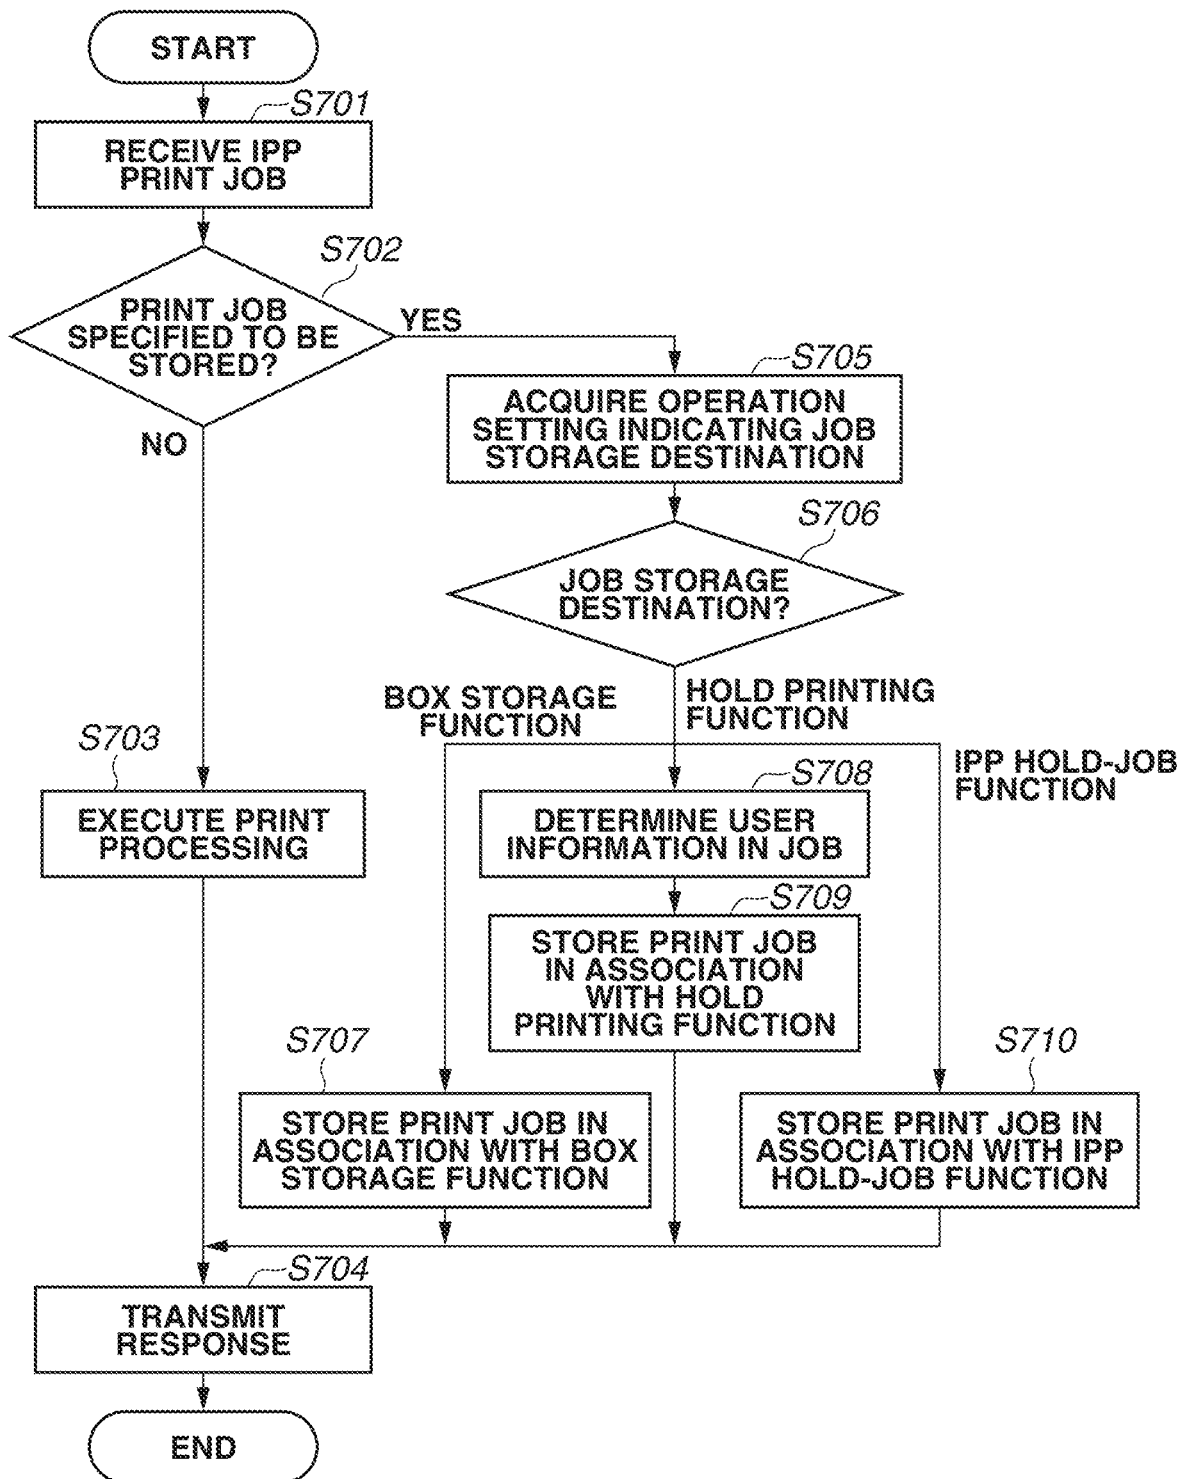 START
S701
RECEIVE IPP
PRINT JOB
S702
PRINT JOB
SPECIFIED TO BE
STORED?
YES
NO
S705
ACQUIRE OPERATION
SETTING INDICATING JOB
STORAGE DESTINATION
S706
JOB STORAGE
DESTINATION?
BOX STORAGE
FUNCTION
HOLD PRINTING
FUNCTION
IPP HOLD-JOB
FUNCTION
S703
EXECUTE PRINT
PROCESSING
S708
DETERMINE USER
INFORMATION IN JOB
S709
STORE PRINT JOB
IN ASSOCIATION
WITH HOLD
PRINTING FUNCTION
S707
STORE PRINT JOB IN
ASSOCIATION WITH BOX
STORAGE FUNCTION
S710
STORE PRINT JOB IN
ASSOCIATION WITH IPP
HOLD-JOB FUNCTION
S704
TRANSMIT
RESPONSE
END